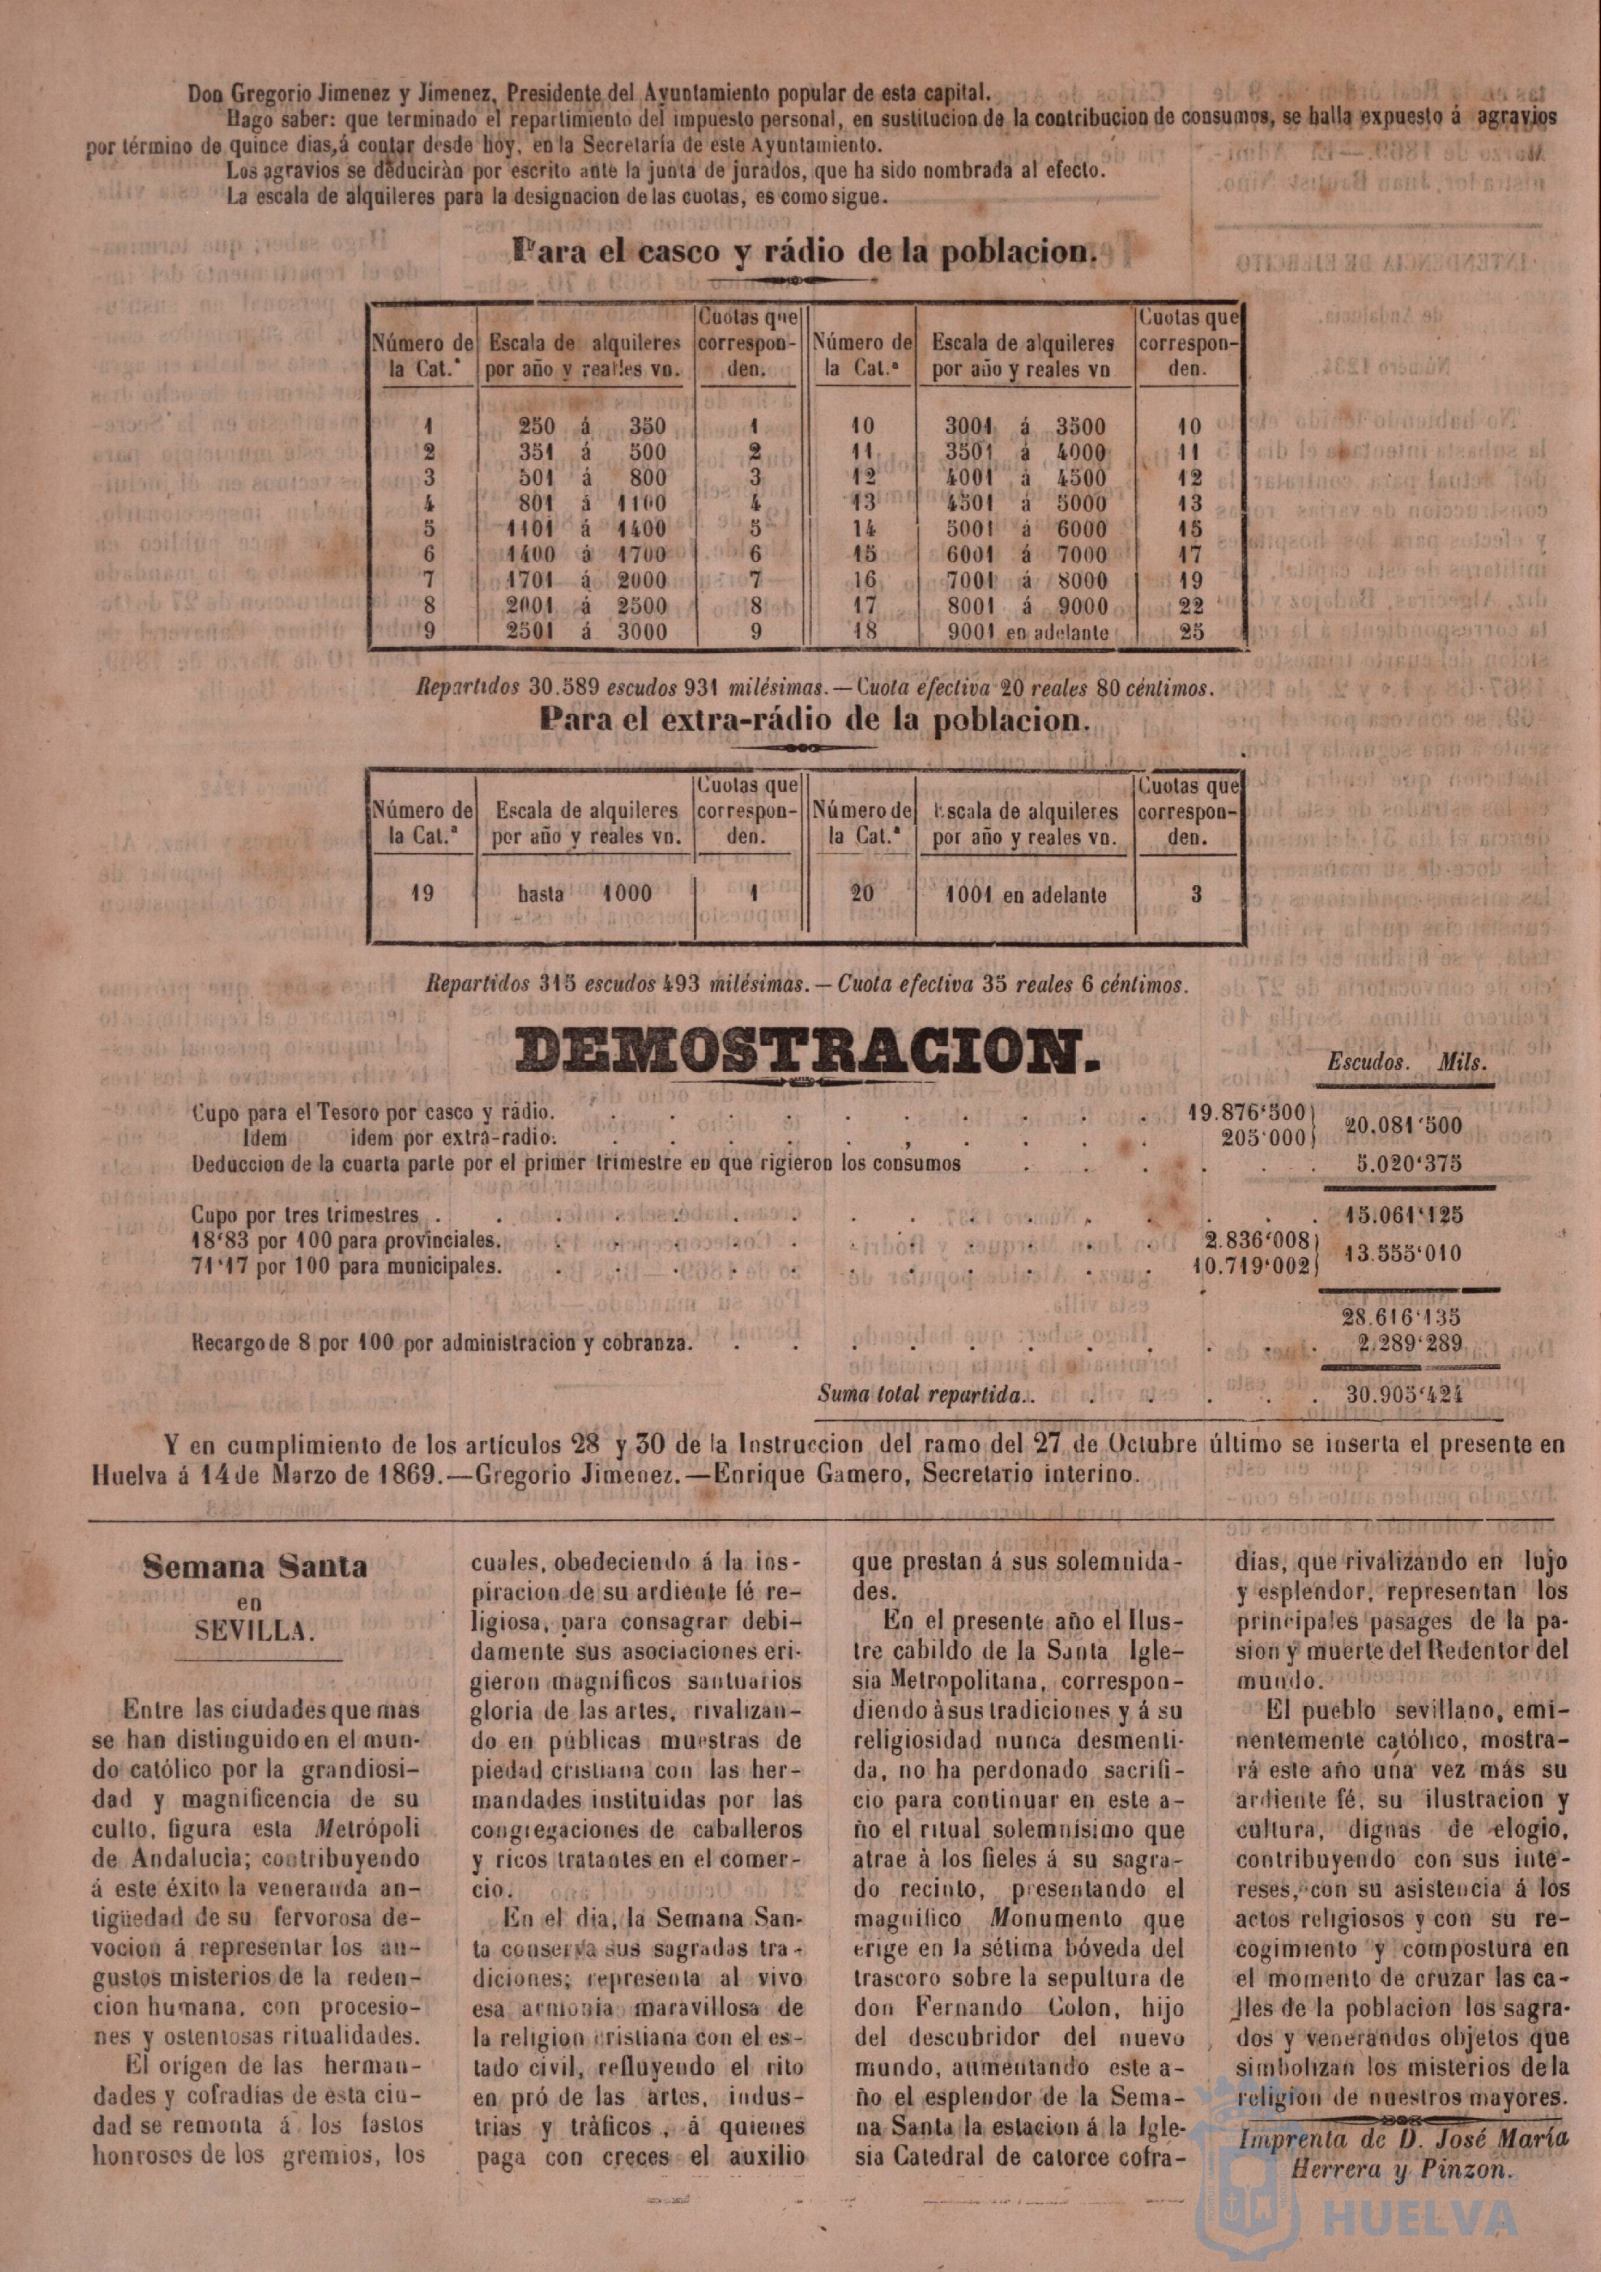 Don Gregorio Jimenez y Jimenez, Presidente del Ayuntamiento popular de esta capital.
Hago saber: que terminado el repartimiento del impuesto personal, en sustitucion de la contribucion de consumos, se halla expuesto á agravios
por término de quince dias, á contar desde hoy, en la Secretaría de este Ayuntamiento.
Los agravios se deduciràn por escrito ante la junta de jurados, que ha sido nombrada al efecto.
La escala de alquileres para la designacion de las cuotas, es como sigue.
Para el casco y rádio de la poblacion.
Número de la Cat.ª Escala de alquileres por año y realles vn. Cuotas que correspon- den. Número de la Cat.ª Escala de alquileres por año y reales vn Cuotas que correspon- den.
1 250 á 350 1 10 3001 á 3500 10
2 351 á 500 2 11 3501 á 4000 11
3 501 á 800 3 12 4001 á 4500 12
4 801 á 1100 4 13 4501 á 5000 13
5 1101 á 1400 5 14 5001 á 6000 15
6 1400 á 1700 6 15 6001 á 7000 17
7 1701 á 2000 7 16 7001 á 8000 19
8 2001 á 2500 8 17 8001 á 9000 22
9 2501 á 3000 9 18 9001 en adelante 25
Repartidos 30.589 escudos 931 milésimas.—Cuota efectiva 20 reales 80 céntimos.
Para el extra-rádio de la poblacion.
Número de la Cat.ª Escala de alquileres por año y reales vn. Cuotas que correspon- den. Número de la Cat.ª Escala de alquileres por año y reales vn. Cuotas que correspon- den.
19 hasta 1000 1 20 1001 en adelante 3
Repartidos 315 escudos 493 milésimas.—Cuota efectiva 35 reales 6 céntimos.
DEMOSTRACION.
Escudos. Mils.
Cupo para el Tesoro por casco y rádio. 19.876‘500
Idem idem por extra-radio. 205‘000 20.081‘500
Deduccion de la cuarta parte por el primer trimestre en que rigieron los consumos 5.020‘375
Cupo por tres trimestres. 15.061‘125
18‘83 por 100 para provinciales. 2.836‘008
71‘17 por 100 para municipales. 10.719‘002 13.555‘010
28.616‘135
Recargo de 8 por 100 por administracion y cobranza. 2.289‘289
Suma total repartida.. 30.905‘424
Y en cumplimiento de los artículos 28 y 30 de la Instruccion del ramo del 27 de Octubre último se inserta el presente en
Huelva á 14 de Marzo de 1869.—Gregorio Jimenez.—Enrique Gamero, Secretario interino.
Semana Santa
en
SEVILLA.
Entre las ciudades que mas
se han distinguido en el mun-
do católico por la grandiosi-
dad y magnificencia de su
culto, figura esta Metrópoli
de Andalucia; contribuyendo
á este éxito la veneranda an-
tigüedad de su fervorosa de-
vocion á representar los au-
gustos misterios de la reden-
cion humana, con procesio-
nes y ostentosas ritualidades.
El orígen de las herman-
dades y cofradias de esta ciu-
dad se remonta á los fastos
honrosos de los gremios, los
cuales, obedeciendo á la ins-
piracion de su ardiente fé re-
ligiosa, para consagrar debi-
damente sus asociaciones eri-
gieron magnificos santuarios
gloria de las artes, rivalizan-
do en públicas muestras de
piedad cristiana con las her-
mandades instituidas por las
congregaciones de caballeros
y ricos tratantes en el comer-
cio.
En el dia, la Semana San-
ta conserva sus sagradas tra-
diciones; representa al vivo
esa armonia maravillosa de
la religion cristiana con el es-
tado civil, refluyendo el rito
en pró de las artes, indus-
trias y tràficos, á quienes
paga con creces el auxilio
que prestan á sus solemnida-
des.
En el presente año el Ilus-
tre cabildo de la Santa Igle-
sia Metropolitana, correspon-
diendo à sus tradiciones y á su
religiosidad nunca desmenti-
da, no ha perdonado sacrifi-
cio para continuar en este a-
ño el ritual solemnísimo que
atrae à los fieles á su sagra-
do recinto, presentando el
magnifico Monumento que
erige en la sétima bóveda del
trascoro sobre la sepultura de
don Fernando Colon, hijo
del descubridor del nuevo
mundo, aumentando este a-
ño el esplendor de la Sema-
na Santa la estacion á la Igle-
sia Catedral de catorce cofra-
dias, que rivalizando en lujo
y esplendor, representan los
principales pasages de la pa-
sion y muerte del Redentor del
mundo.
El pueblo sevillano, emi-
nentemente católico, mostra-
rá este año una vez más su
ardiente fé, su ilustracion y
cultura, dignas de elogio,
contribuyendo con sus inte-
reses, con su asistencia á los
actos religiosos y con su re-
cogimiento y compostura en
el momento de cruzar las ca-
lles de la poblacion los sagra-
dos y venerandos objetos que
simbolizan los misterios de la
religion de nuestros mayores.
Imprenta de D. José María
Herrera y Pinzon.
Ayuntamiento de
HUELVA